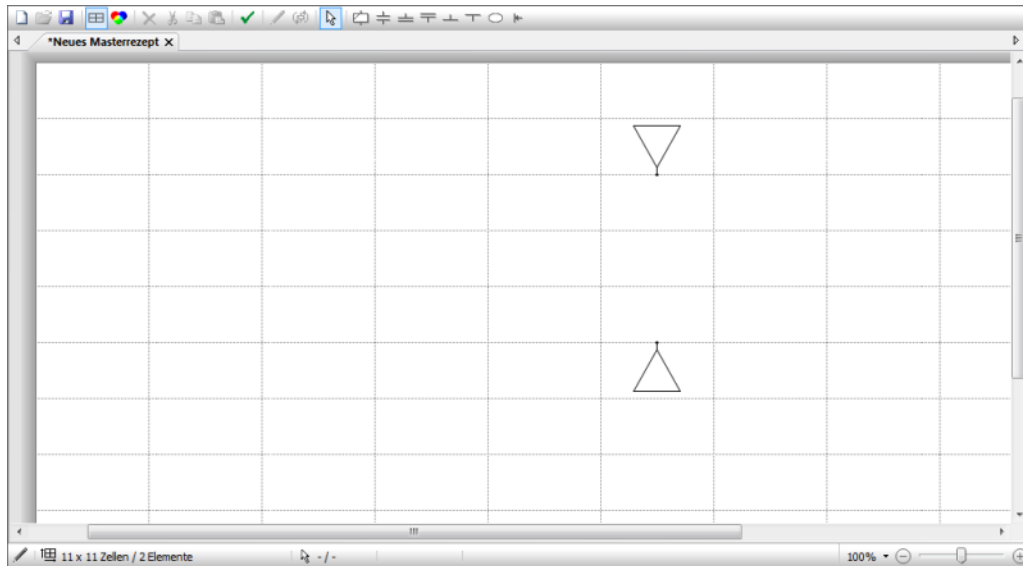 *Neues Masterrezept X
11 x 11 Zellen / 2 Elemente
- / -
100%